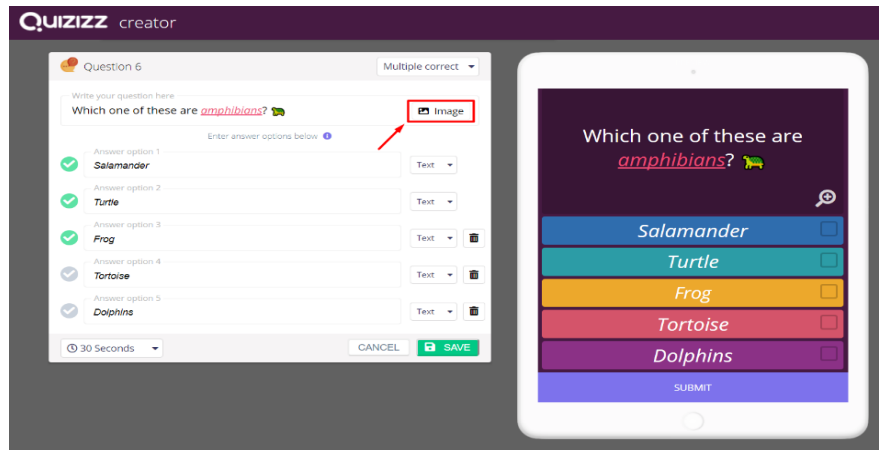 Quizizz creator
Question 6
Multiple correct
Write your question here
Which one of these are amphibians?
Image
Enter answer options below
Answer option 1
Salamander
Text
Answer option 2
Turtle
Text
Answer option 3
Frog
Text
Answer option 4
Tortoise
Text
Answer option 5
Dolphins
Text
30 Seconds
CANCEL
SAVE
Which one of these are
amphibians?
Salamander
Turtle
Frog
Tortoise
Dolphins
SUBMIT